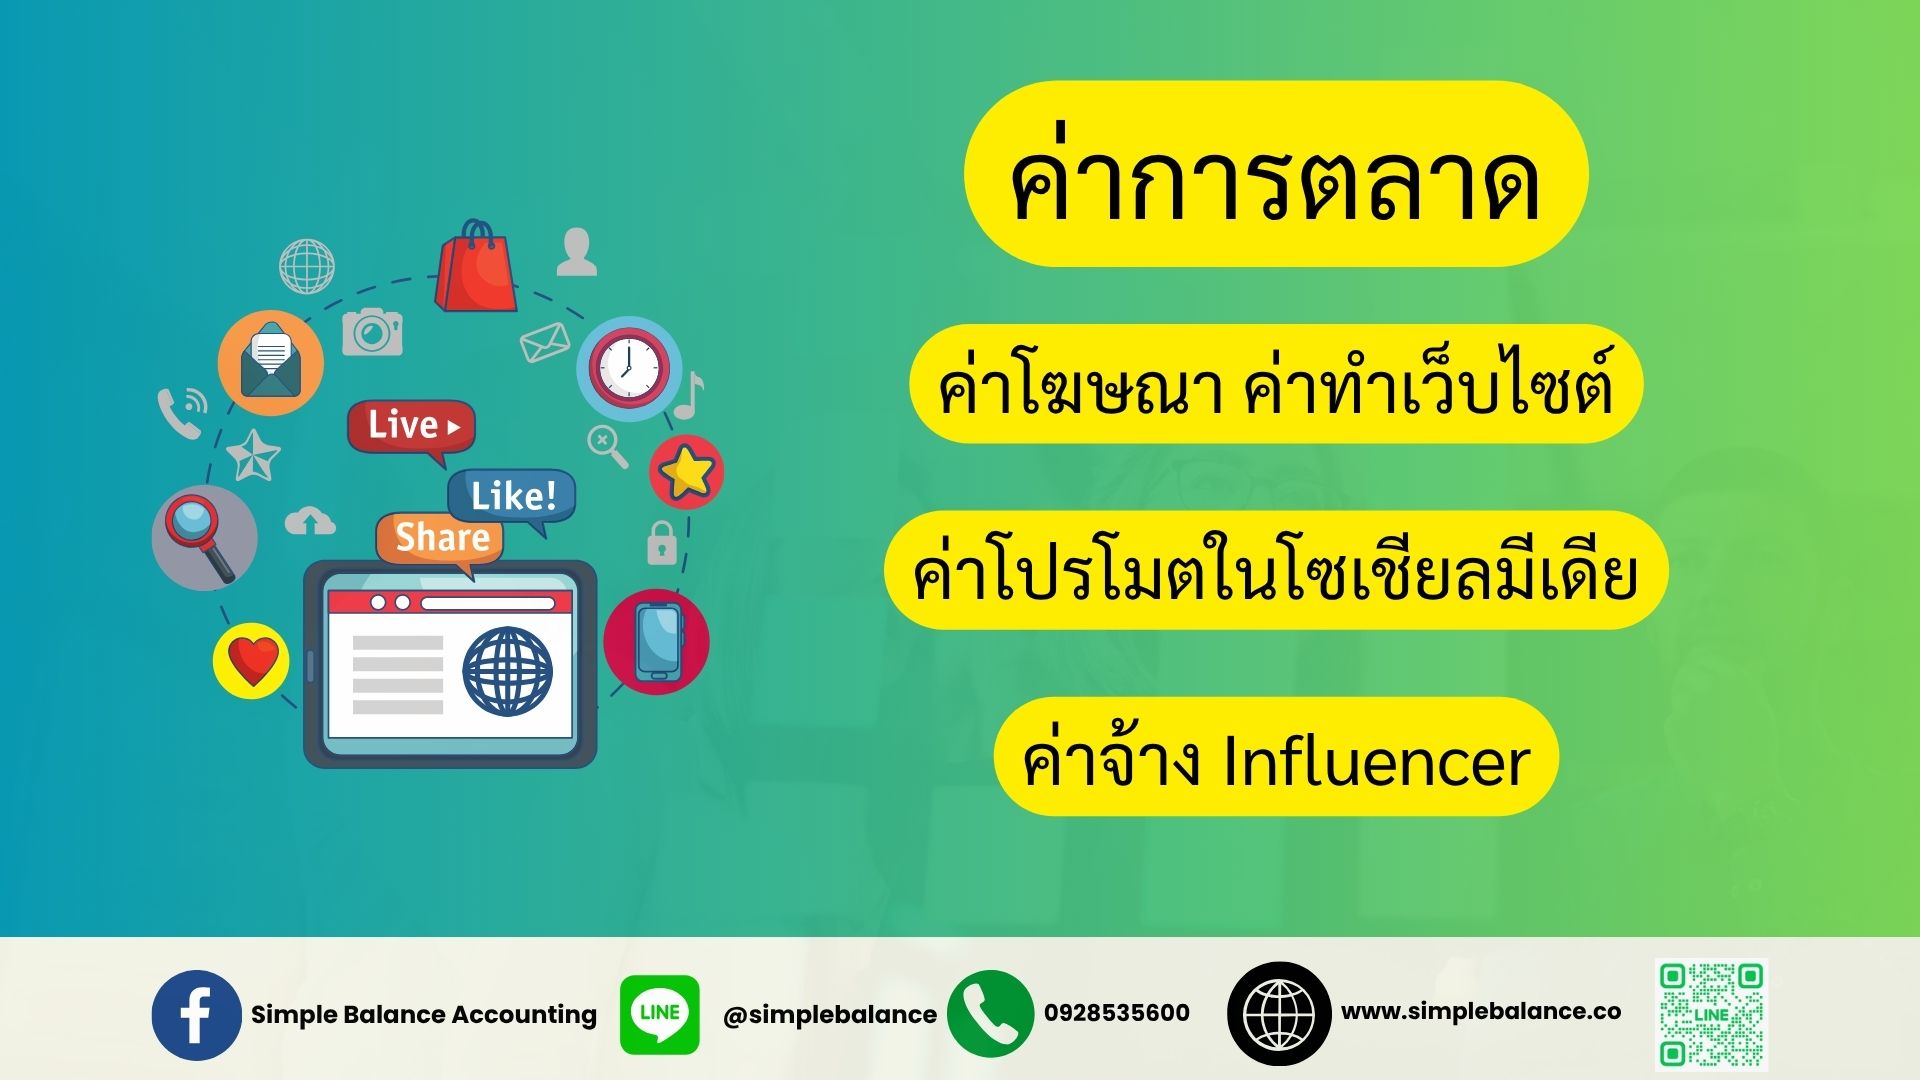 ค่าการตลาด
ค่าโฆษณา ค่าทำเว็บไซต์
ค่าโปรโมตในโซเชียลมีเดีย
ค่าจ้าง Influencer
Live
Like!
Share
Simple Balance Accounting
LINE
@simplebalance
0928535600
www.simplebalance.co
LINE